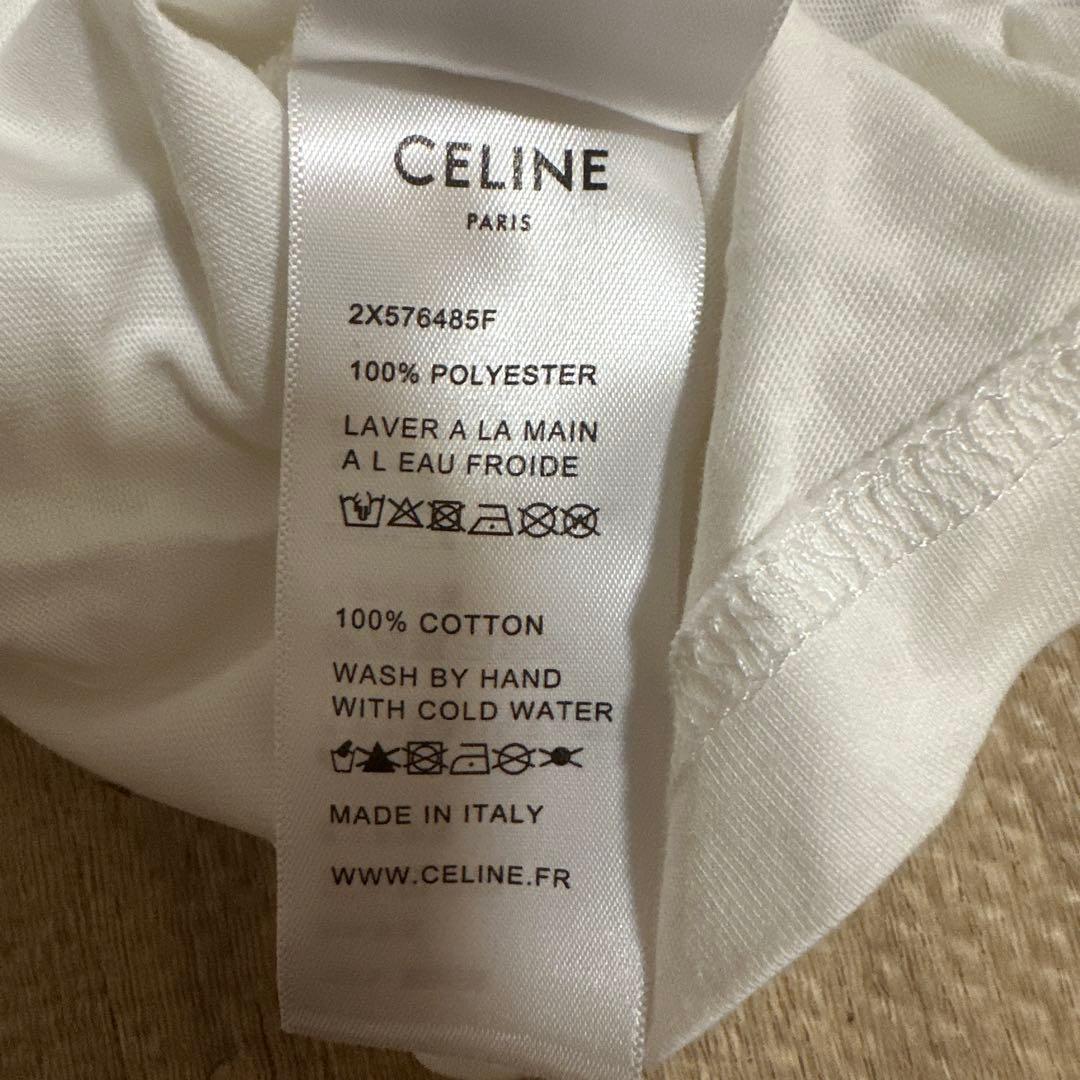 CELINE
PARIS
2X576485F
100% POLYESTER
LAVER A LA MAIN
A L EAU FROIDE
100% COTTON
WASH BY HAND
WITH COLD WATER
MADE IN ITALY
WWW.CELINE.FR